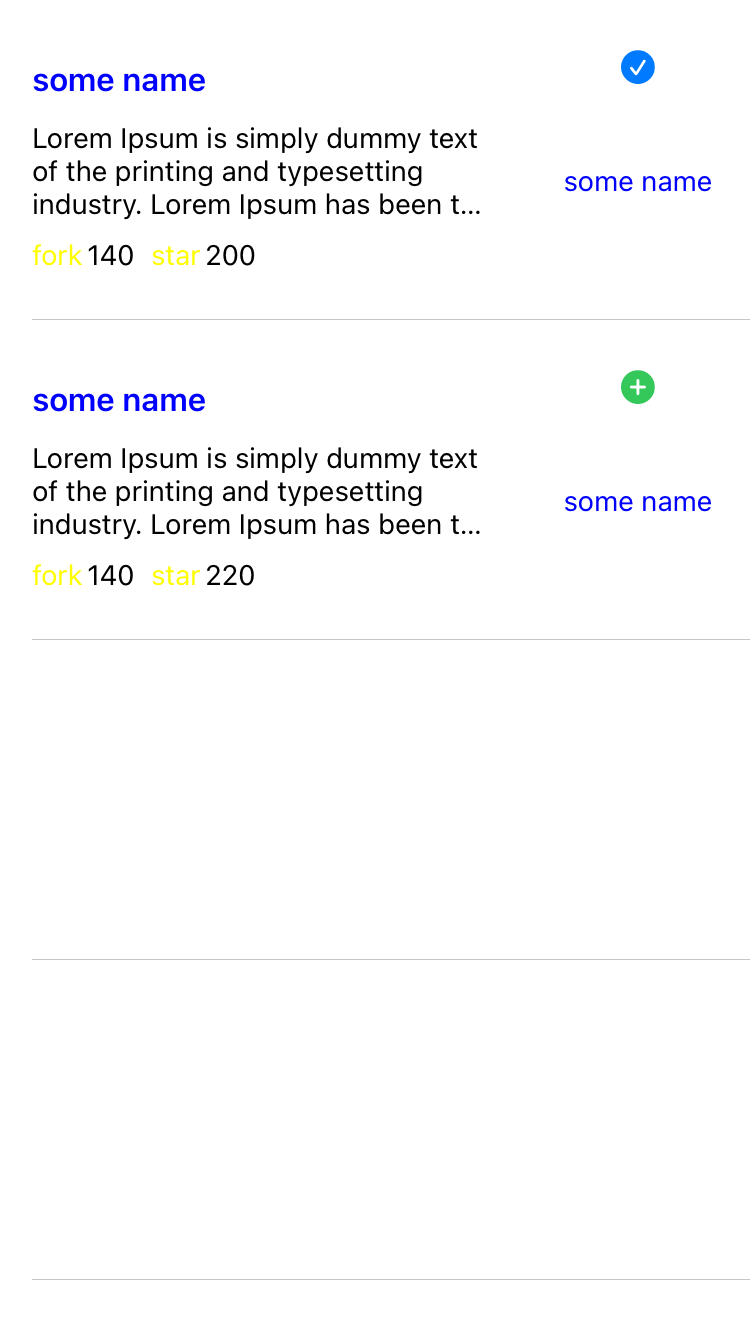 some name
Lorem Ipsum is simply dummy text
of the printing and typesetting
industry. Lorem Ipsum has been t...
some name
fork 140 star 200
some name
Lorem Ipsum is simply dummy text
of the printing and typesetting
industry. Lorem Ipsum has been t...
some name
fork 140 star 220